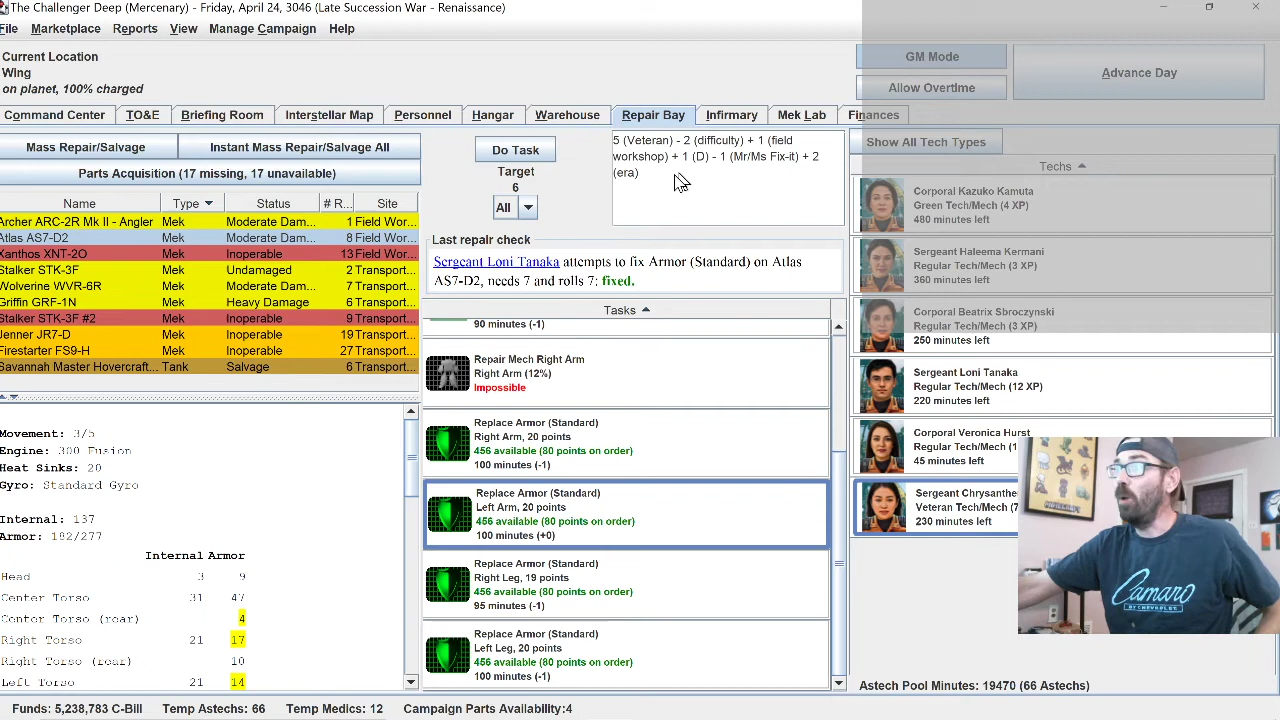 The Challenger Deep (Mercenary) - Friday, April 24, 3046 (Late Succession War - Renaissance)
File Marketplace Reports View Manage Campaign Help
Current Location
Wing
on planet, 100% charged
GM Mode
Allow Overtime
Advance Day
Command Center TO&E Briefing Room Interstellar Map Personnel Hangar Warehouse Repair Bay Infirmary Mek Lab Finances
Mass Repair/Salvage Instant Mass Repair/Salvage All
Parts Acquisition (17 missing, 17 unavailable)
Name Type Status # R... Site
Archer ARC-2R Mk II - Angler Mek Moderate Dam... 1 Field Wor...
Atlas AS7-D2 Mek Moderate Dam... 8 Field Wor...
Xanthos XNT-2O Mek Inoperable 13 Field Wor...
Stalker STK-3F Mek Undamaged 2 Transport...
Wolverine WVR-6R Mek Moderate Dam... 7 Transport...
Griffin GRF-1N Mek Heavy Damage 6 Transport...
Stalker STK-3F #2 Mek Inoperable 9 Transport...
Jenner JR7-D Mek Inoperable 19 Transport...
Firestarter FS9-H Mek Inoperable 27 Transport...
Savannah Master Hovercraft... Tank Salvage 6 Transport...
Movement: 3/5
Engine: 300 Fusion
Heat Sinks: 20
Gyro: Standard Gyro
Internal: 137
Armor: 192/277
Internal Armor
Head 3 9
Center Torso 31 47
Center Torso (rear) 4
Right Torso 21 17
Right Torso (rear) 10
Left Torso 21 14
Do Task
Target
6
All
5 (Veteran) - 2 (difficulty) + 1 (field
workshop) + 1 (D) - 1 (Mr/Ms Fix-it) + 2
(era)
Last repair check
Sergeant Loni Tanaka attempts to fix Armor (Standard) on Atlas
AS7-D2, needs 7 and rolls 7: fixed.
Tasks
90 minutes (-1)
Repair Mech Right Arm
Right Arm (12%)
Impossible
Replace Armor (Standard)
Right Arm, 20 points
456 available (80 points on order)
100 minutes (-1)
Replace Armor (Standard)
Left Arm, 20 points
456 available (80 points on order)
100 minutes (+0)
Replace Armor (Standard)
Right Leg, 19 points
456 available (80 points on order)
95 minutes (-1)
Replace Armor (Standard)
Left Leg, 20 points
456 available (80 points on order)
100 minutes (-1)
Show All Tech Types
Techs
Corporal Kazuko Kamuta
Green Tech/Mech (4 XP)
480 minutes left
Sergeant Haleema Kermani
Regular Tech/Mech (3 XP)
360 minutes left
Corporal Beatrix Sbroczynski
Regular Tech/Mech (3 XP)
250 minutes left
Sergeant Loni Tanaka
Regular Tech/Mech (12 XP)
220 minutes left
Corporal Veronica Hurst
Regular Tech/Mech (1
45 minutes left
Sergeant Chrysanthe
Veteran Tech/Mech (7
230 minutes left
Camaro
BY CHEVROLET
Astech Pool Minutes: 19470 (66 Astechs)
Funds: 5,238,783 C-Bill Temp Astechs: 66 Temp Medics: 12 Campaign Parts Availability:4